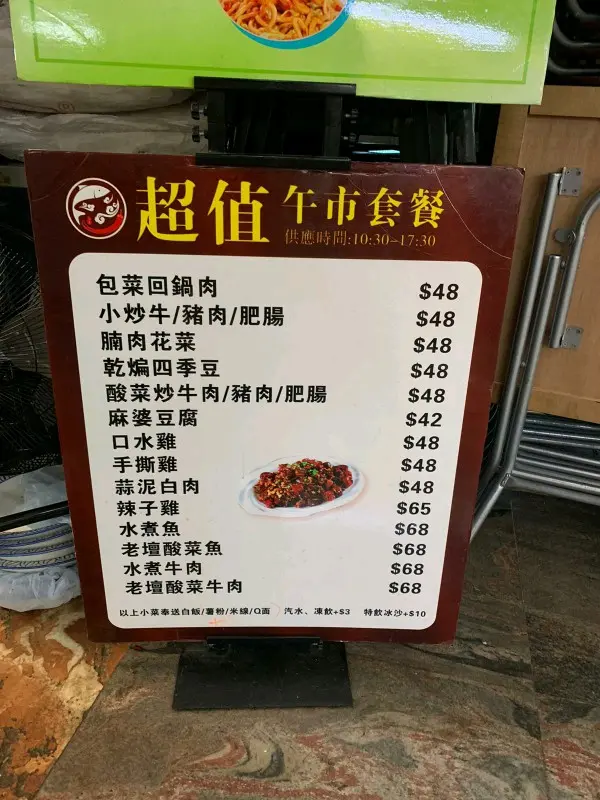 超值 午市套餐
供應時間:10:30-17:30
包菜回鍋肉 $48
小炒牛/豬肉/肥腸 $48
腩肉花菜 $48
乾煸四季豆 $48
酸菜炒牛肉/豬肉/肥腸 $48
麻婆豆腐 $42
口水雞 $48
手撕雞 $48
蒜泥白肉 $48
辣子雞 $65
水煮魚 $68
老壇酸菜魚 $68
水煮牛肉 $68
老壇酸菜牛肉 $68
以上小菜奉送白飯/薯粉/米線/Q面 汽水、凍飲+$3 特飲冰沙+$10